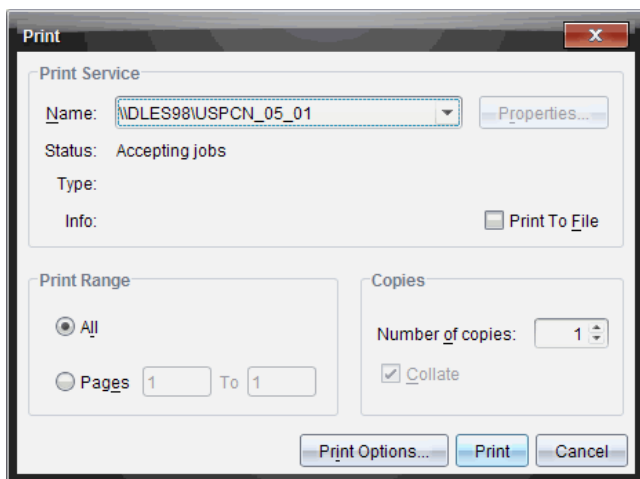 Print
Print Service
Name: \\DLES98\USPCN_05_01 Properties...
Status: Accepting jobs
Type:
Info: Print To File
Print Range
All
Pages 1 To 1
Copies
Number of copies: 1
Collate
Print Options... Print Cancel